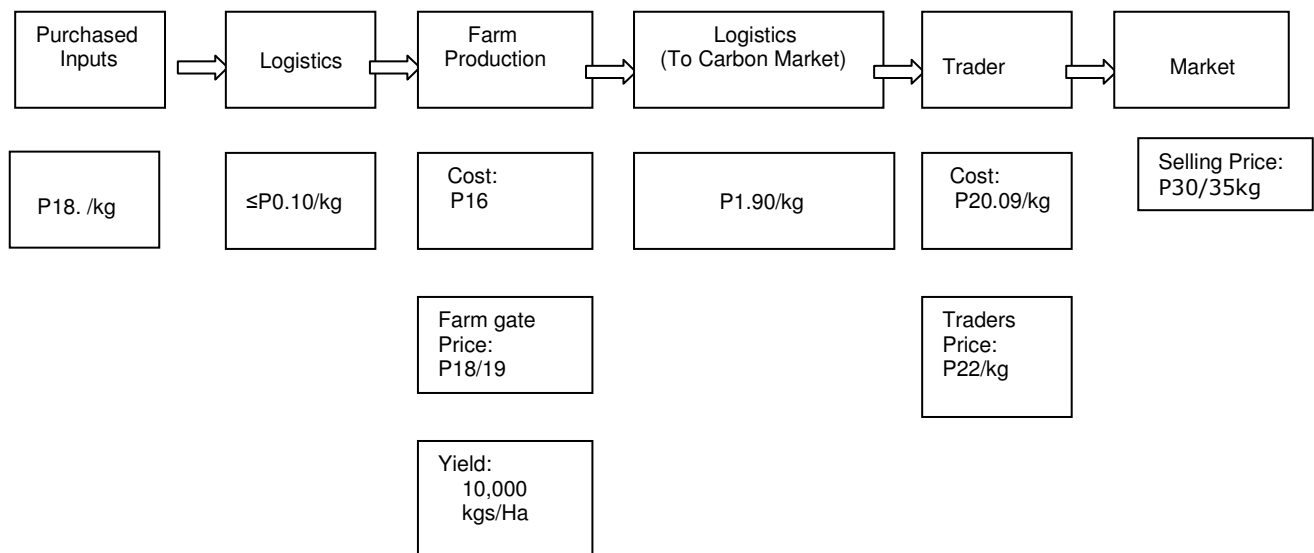 Purchased
Inputs
Logistics
Farm
Production
Logistics
(To Carbon Market)
Trader
Market
P18. /kg
≤P0.10/kg
Cost:
P16
P1.90/kg
Cost:
P20.09/kg
Selling Price:
P30/35kg
Farm gate
Price:
P18/19
Traders
Price:
P22/kg
Yield:
10,000
kgs/Ha